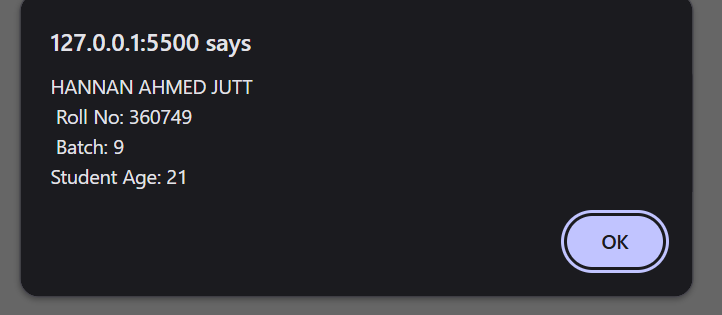 127.0.0.1:5500 says
HANNAN AHMED JUTT
Roll No: 360749
Batch: 9
Student Age: 21
OK